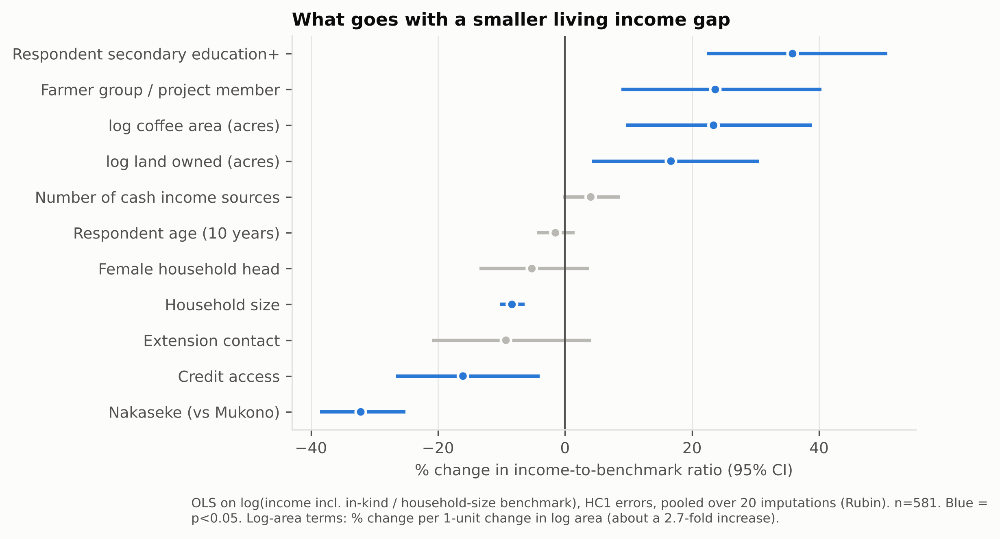 What goes with a smaller living income gap
Respondent secondary education+
Farmer group / project member
log coffee area (acres)
log land owned (acres)
Number of cash income sources
Respondent age (10 years)
Female household head
Household size
Extension contact
Credit access
Nakaseke (vs Mukono)
−40 −20 0 20 40
% change in income-to-benchmark ratio (95% CI)
OLS on log(income incl. in-kind / household-size benchmark), HC1 errors, pooled over 20 imputations (Rubin). n=581. Blue =
p<0.05. Log-area terms: % change per 1-unit change in log area (about a 2.7-fold increase).